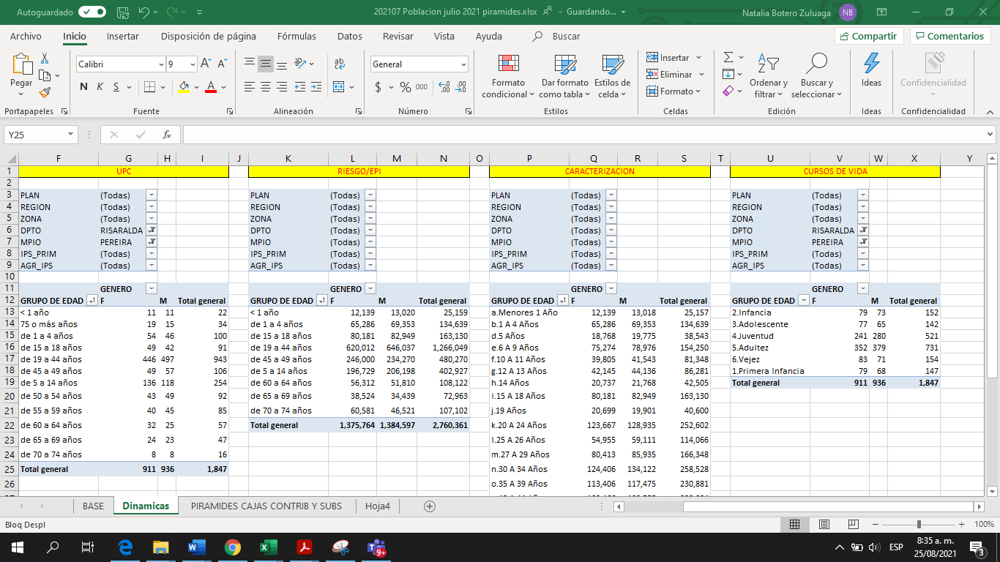 Autoguardado
202107 Poblacion julio 2021 piramides.xlsx - Guardando...
Natalia Botero Zuluaga NB
Archivo Inicio Insertar Disposición de página Fórmulas Datos Revisar Vista Ayuda Buscar Compartir Comentarios
Pegar
Calibri 9
N K S
ab
General
$ % 000
Formato condicional
Dar formato como tabla
Estilos de celda
Insertar
Eliminar
Formato
Ordenar y filtrar
Buscar y seleccionar
Ideas
Confidencialidad
Portapapeles Fuente Alineación Número Estilos Celdas Edición Ideas Confidencialidad
Y25 fx
F G H I J K L M N O P Q R S T U V W X Y
1 UPC RIESGO/EPI CARACTERIZACION CURSOS DE VIDA
2
3 PLAN (Todas) PLAN (Todas) PLAN (Todas) PLAN (Todas)
4 REGION (Todas) REGION (Todas) REGION (Todas) REGION (Todas)
5 ZONA (Todas) ZONA (Todas) ZONA (Todas) ZONA (Todas)
6 DPTO RISARALDA DPTO (Todas) DPTO (Todas) DPTO RISARALDA
7 MPIO PEREIRA MPIO (Todas) MPIO (Todas) MPIO PEREIRA
8 IPS_PRIM (Todas) IPS_PRIM (Todas) IPS_PRIM (Todas) IPS_PRIM (Todas)
9 AGR_IPS (Todas) AGR_IPS (Todas) AGR_IPS (Todas) AGR_IPS (Todas)
10
11 GENERO GENERO GENERO GENERO
12 GRUPO DE EDAD F M Total general GRUPO DE EDAD F M Total general GRUPO DE EDAD F M Total general GRUPO DE EDAD F M Total general
13 < 1 año 11 11 22 < 1 año 12,139 13,020 25,159 a.Menores 1 Año 12,139 13,018 25,157 2.Infancia 79 73 152
14 75 o más años 19 15 34 de 1 a 4 años 65,286 69,353 134,639 b.1 A 4 Años 65,286 69,353 134,639 3.Adolescente 77 65 142
15 de 1 a 4 años 54 46 100 de 15 a 18 años 80,181 82,949 163,130 d.5 Años 18,768 19,775 38,543 4.Juventud 241 280 521
16 de 15 a 18 años 49 42 91 de 19 a 44 años 620,012 646,037 1,266,049 e.6 A 9 Años 75,274 78,976 154,250 5.Adultez 352 379 731
17 de 19 a 44 años 446 497 943 de 45 a 49 años 246,000 234,270 480,270 f.10 A 11 Años 39,805 41,543 81,348 6.Vejez 83 71 154
18 de 45 a 49 años 49 57 106 de 5 a 14 años 196,729 206,198 402,927 g.12 A 13 Años 42,145 44,136 86,281 1.Primera Infancia 79 68 147
19 de 5 a 14 años 136 118 254 de 60 a 64 años 56,312 51,810 108,122 h.14 Años 20,737 21,768 42,505 Total general 911 936 1,847
20 de 50 a 54 años 43 49 92 de 65 a 69 años 38,524 34,439 72,963 i.15 A 18 Años 80,181 82,949 163,130
21 de 55 a 59 años 40 45 85 de 70 a 74 años 60,581 46,521 107,102 j.19 Años 20,699 19,901 40,600
22 de 60 a 64 años 32 25 57 Total general 1,375,764 1,384,597 2,760,361 k.20 A 24 Años 123,667 128,935 252,602
23 de 65 a 69 años 24 23 47 l.25 A 26 Años 54,955 59,111 114,066
24 de 70 a 74 años 8 8 16 m.27 A 29 Años 80,413 85,935 166,348
25 Total general 911 936 1,847 n.30 A 34 Años 124,406 134,122 258,528
26 o.35 A 39 Años 113,406 117,475 230,881
BASE Dinamicas PIRAMIDES CAJAS CONTRIB Y SUBS Hoja4
Bloq Despl 100%
9+
ESP
8:35 a. m.
25/08/2021
3